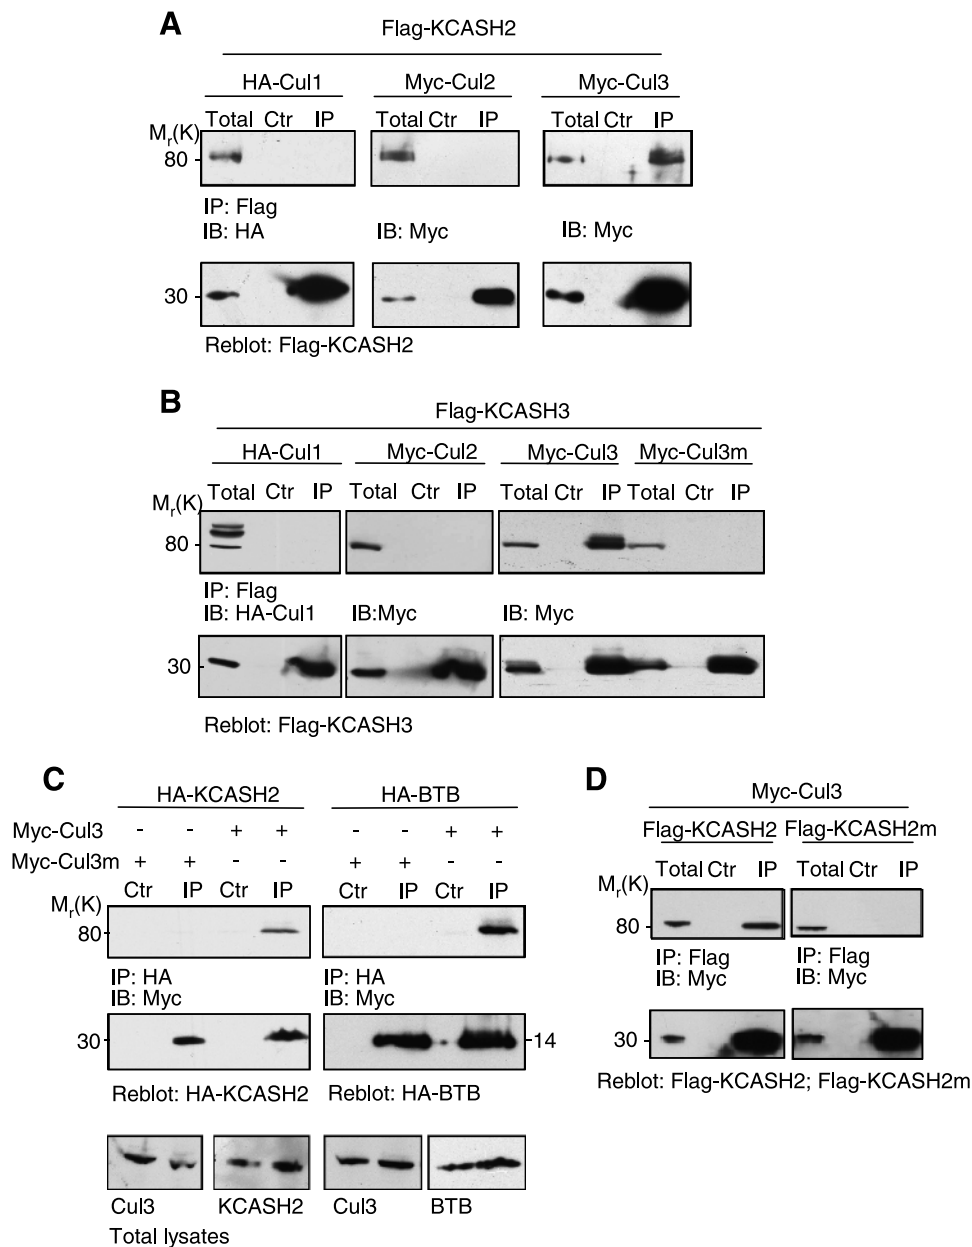 A
Flag-KCASH2
HA-Cul1 Myc-Cul2 Myc-Cul3
Total Ctr IP Total Ctr IP Total Ctr IP
Mr(K)
80
IP: Flag
IB: HA IB: Myc IB: Myc
30
Reblot: Flag-KCASH2
B
Flag-KCASH3
HA-Cul1 Myc-Cul2 Myc-Cul3 Myc-Cul3m
Total Ctr IP Total Ctr IP Total Ctr IP Total Ctr IP
Mr(K)
80
IP: Flag
IB: HA-Cul1 IB:Myc IB: Myc
30
Reblot: Flag-KCASH3
C
HA-KCASH2 HA-BTB
Myc-Cul3 - - + + - - + +
Myc-Cul3m + + - - + + - -
Ctr IP Ctr IP Ctr IP Ctr IP
Mr(K)
80
IP: HA IP: HA
IB: Myc IB: Myc
30 14
Reblot: HA-KCASH2 Reblot: HA-BTB
Cul3 KCASH2 Cul3 BTB
Total lysates
D
Myc-Cul3
Flag-KCASH2 Flag-KCASH2m
Total Ctr IP Total Ctr IP
Mr(K)
80
IP: Flag IP: Flag
IB: Myc IB: Myc
30
Reblot: Flag-KCASH2; Flag-KCASH2m